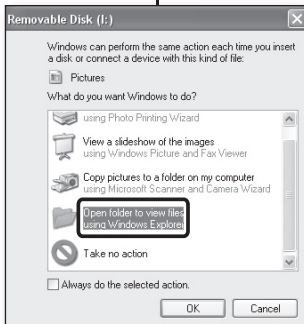 Removable Disk (I:)
Windows can perform the same action each time you insert
a disk or connect a device with this kind of file:
Pictures
What do you want Windows to do?
using Photo Printing Wizard
View a slideshow of the images
using Windows Picture and Fax Viewer
Copy pictures to a folder on my computer
using Microsoft Scanner and Camera Wizard
Open folder to view files
using Windows Explorer
Take no action
Always do the selected action.
OK
Cancel